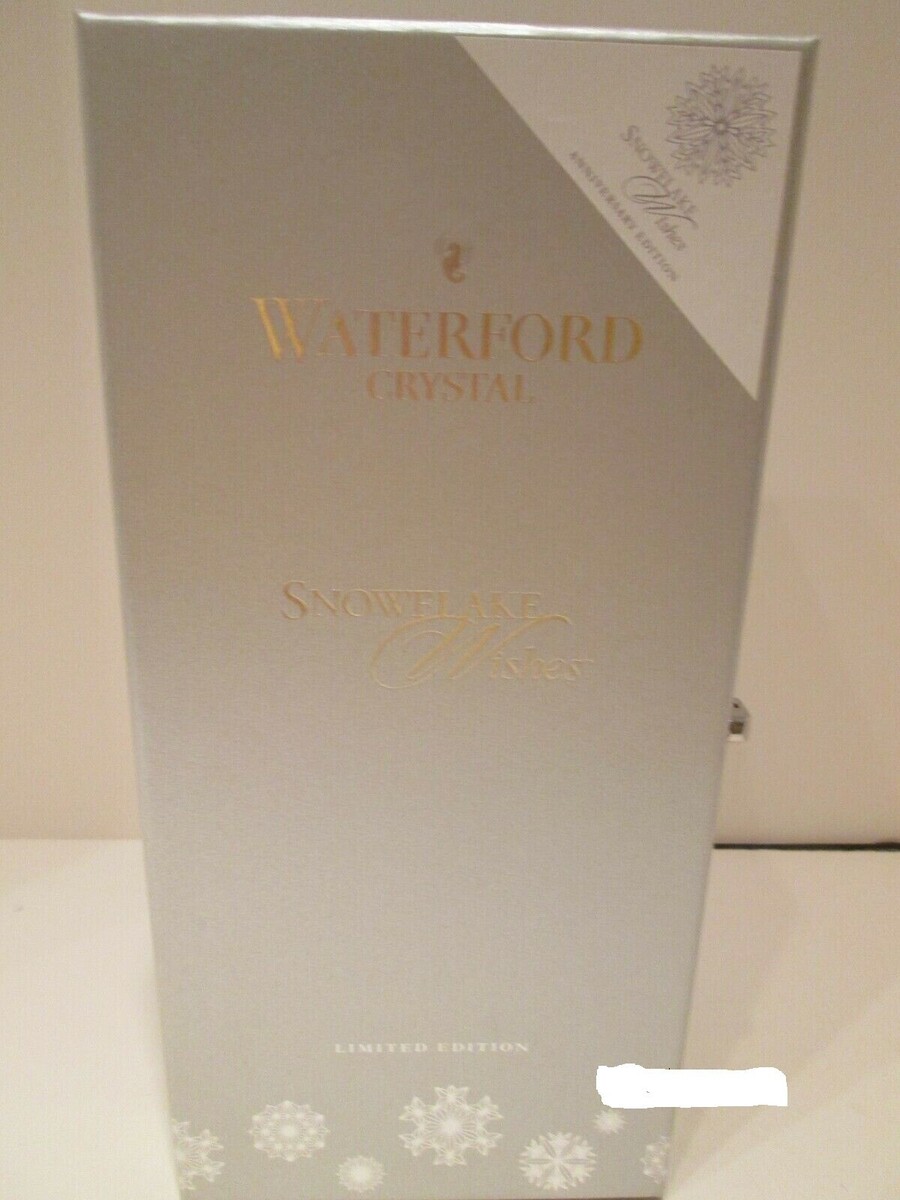 SNOWFLAKE
Wishes
ANNIVERSARY EDITION
WATERFORD
CRYSTAL
SNOWFLAKE
Wishes
LIMITED EDITION